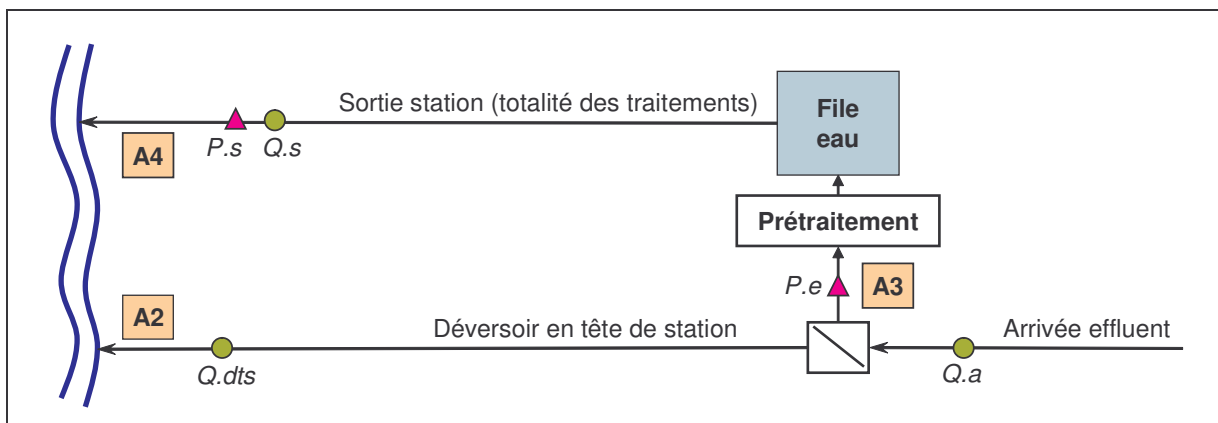 Sortie station (totalité des traitements)
File
eau
A4
P.s
Q.s
Prétraitement
P.e
A3
A2
Déversoir en tête de station
Arrivée effluent
Q.dts
Q.a